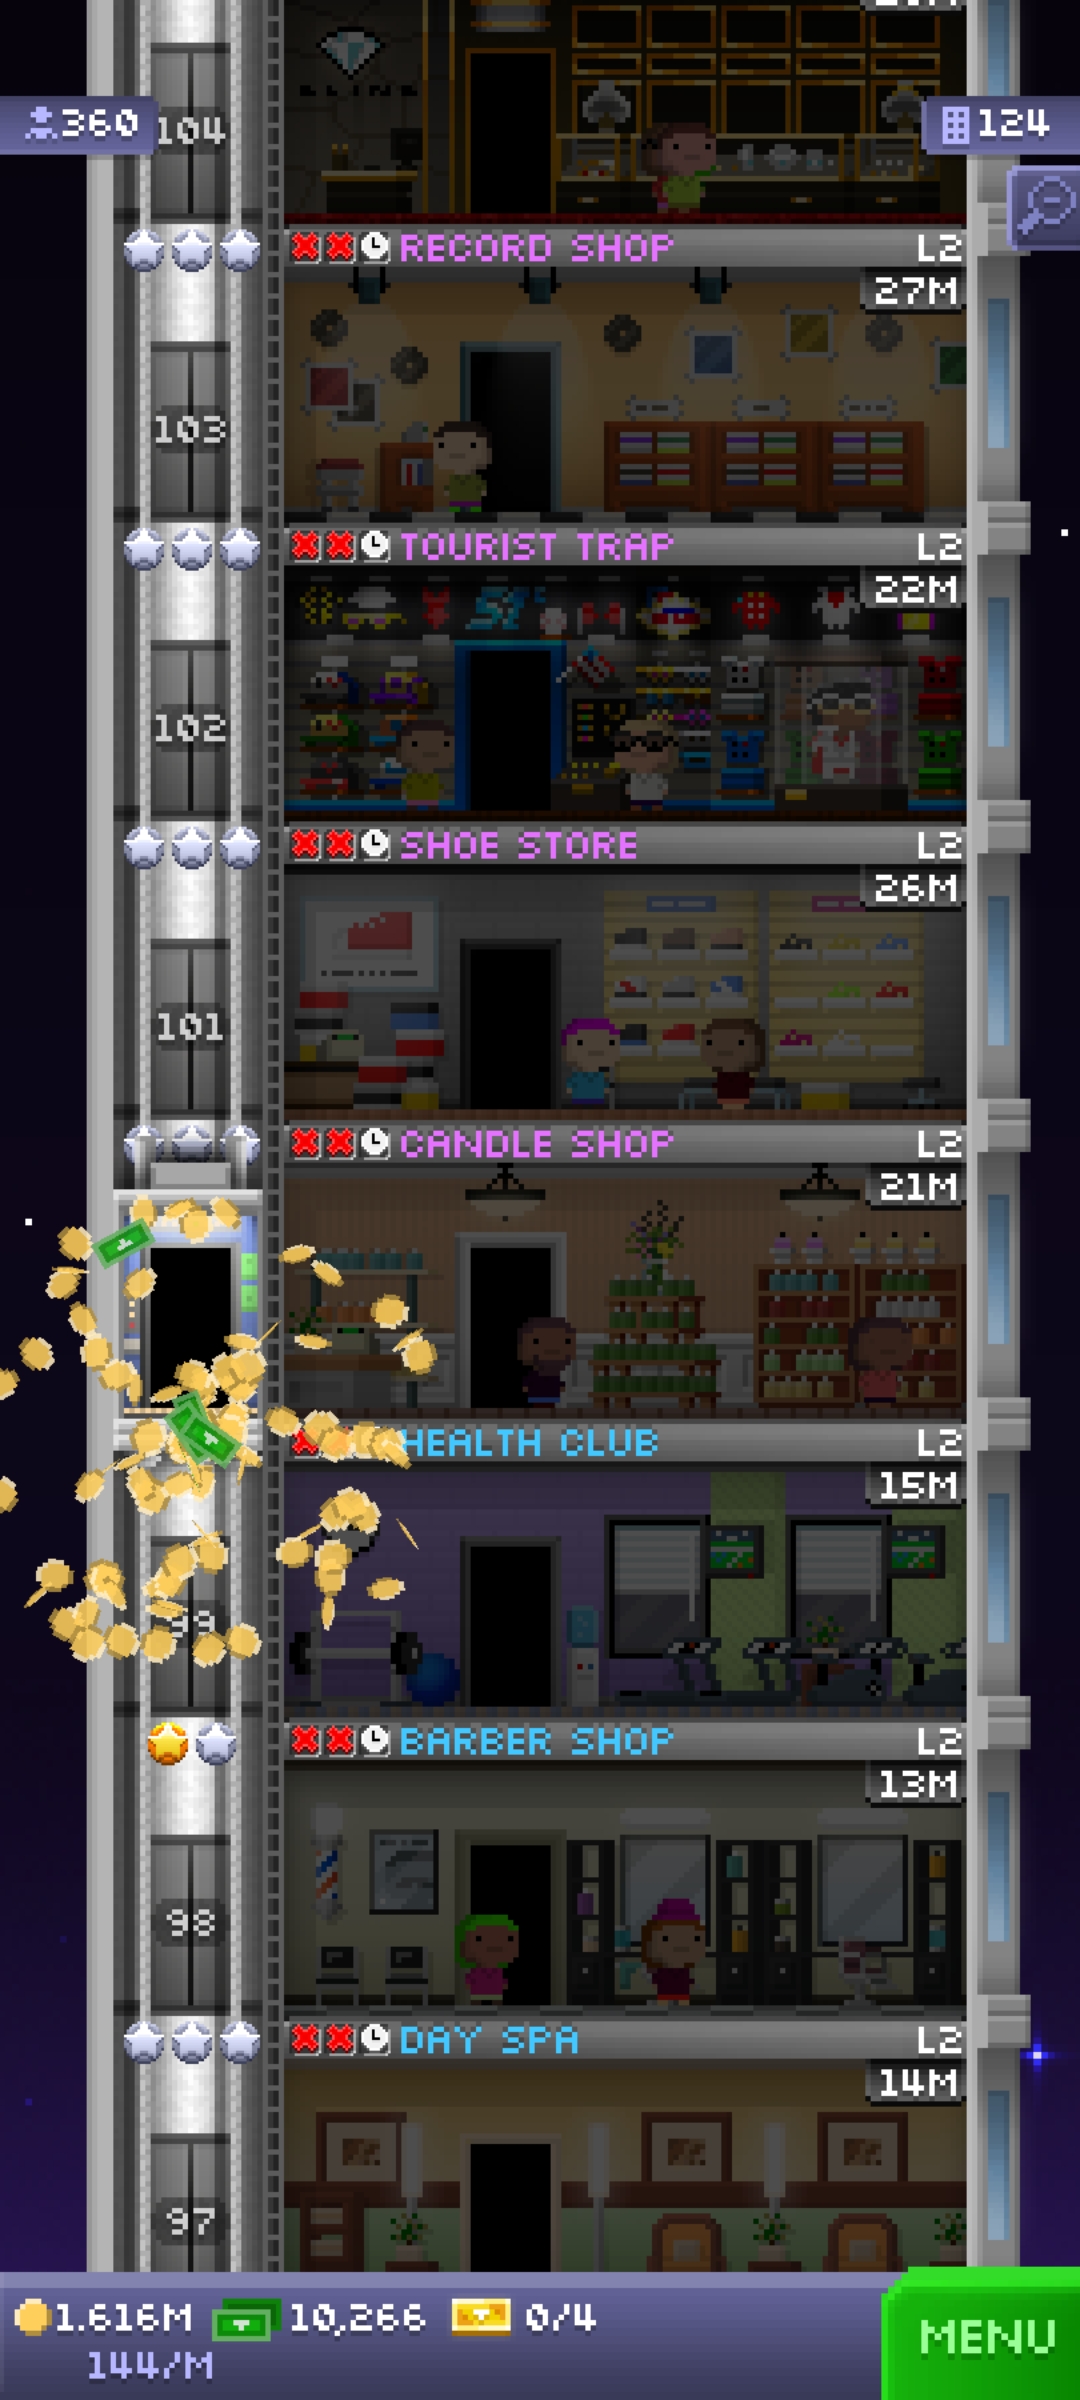 360
104
124
RECORD SHOP L2
27M
103
TOURIST TRAP L2
22M
102
SHOE STORE L2
26M
101
CANDLE SHOP L2
21M
HEALTH CLUB L2
15M
BARBER SHOP L2
13M
98
DAY SPA L2
14M
97
1.616M 10,266 0/4
144/M
MENU